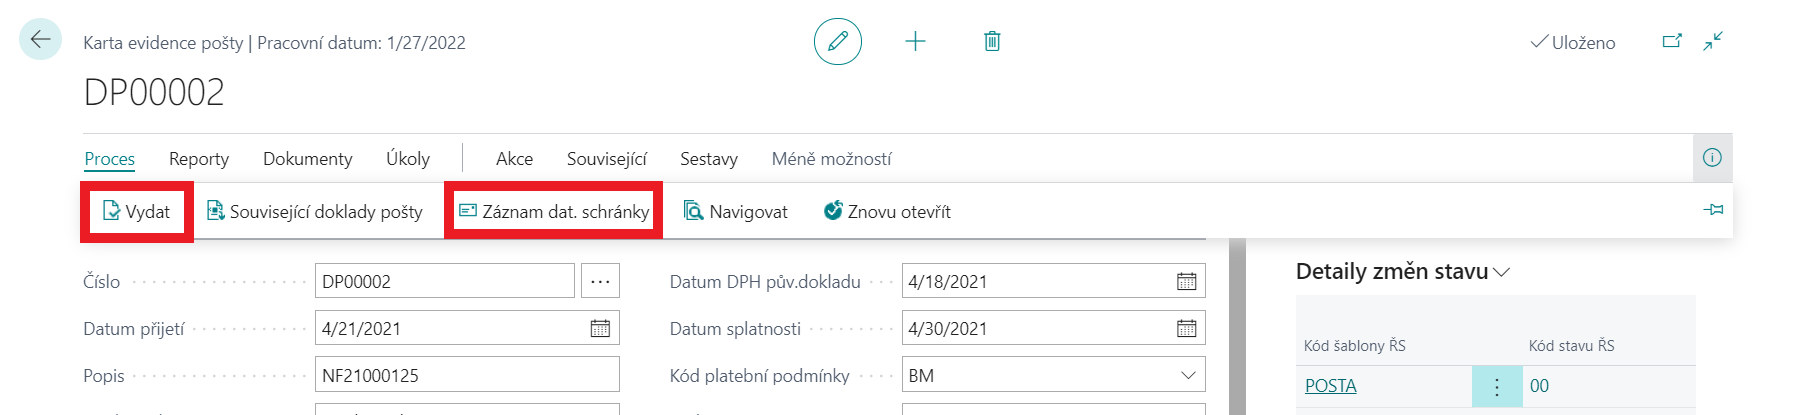 Karta evidence pošty | Pracovní datum: 1/27/2022
Uloženo
DP00002
Proces Reporty Dokumenty Úkoly Akce Související Sestavy Méně možností
Vydat Související doklady pošty Záznam dat. schránky Navigovat Znovu otevřít
Číslo DP00002 Datum DPH pův.dokladu 4/18/2021
Datum přijetí 4/21/2021 Datum splatnosti 4/30/2021
Popis NF21000125 Kód platební podmínky BM
Detaily změn stavu
Kód šablony ŘS Kód stavu ŘS
POSTA 00